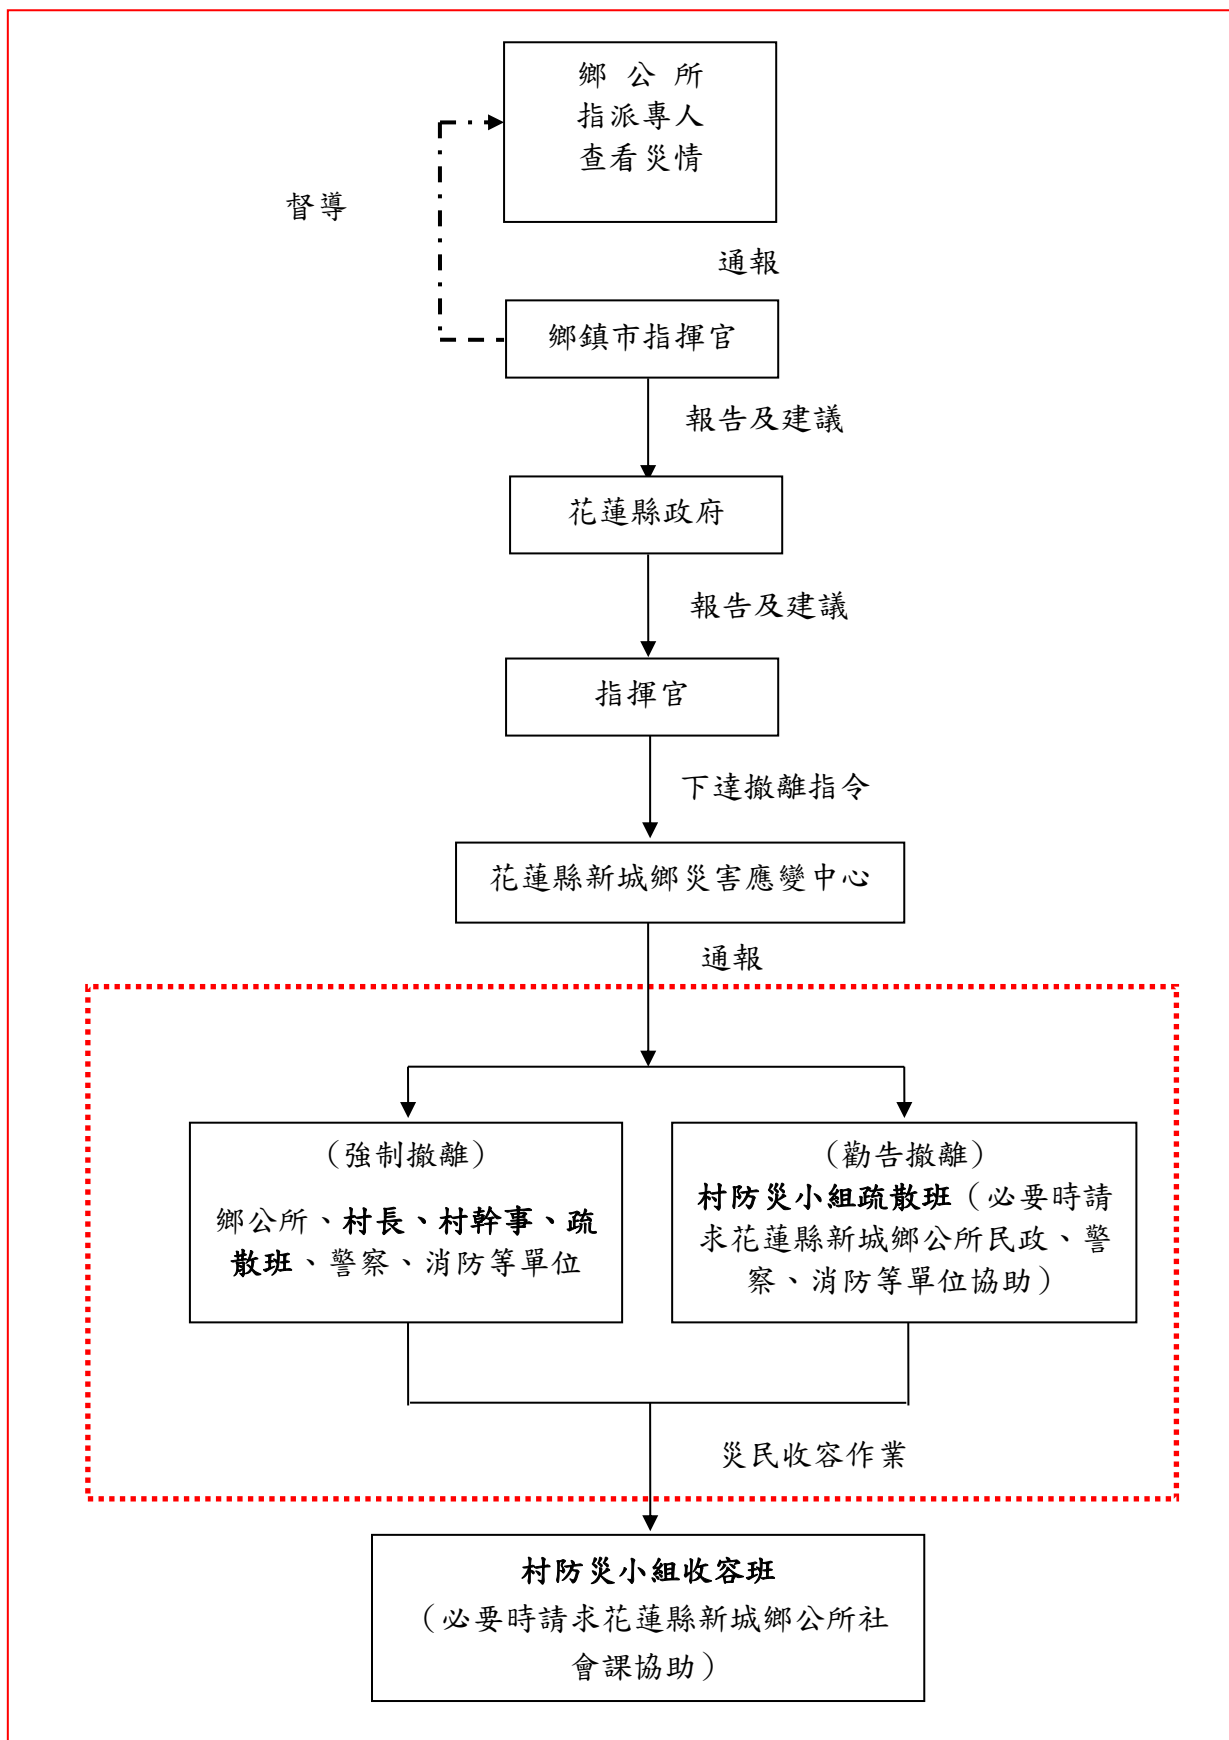 鄉 公 所
指派專人
查看災情
督導
通報
鄉鎮市指揮官
報告及建議
花蓮縣政府
報告及建議
指揮官
下達撤離指令
花蓮縣新城鄉災害應變中心
通報
（強制撤離）
鄉公所、村長、村幹事、疏
散班、警察、消防等單位
（勸告撤離）
村防災小組疏散班（必要時請
求花蓮縣新城鄉公所民政、警
察、消防等單位協助）
災民收容作業
村防災小組收容班
（必要時請求花蓮縣新城鄉公所社
會課協助）